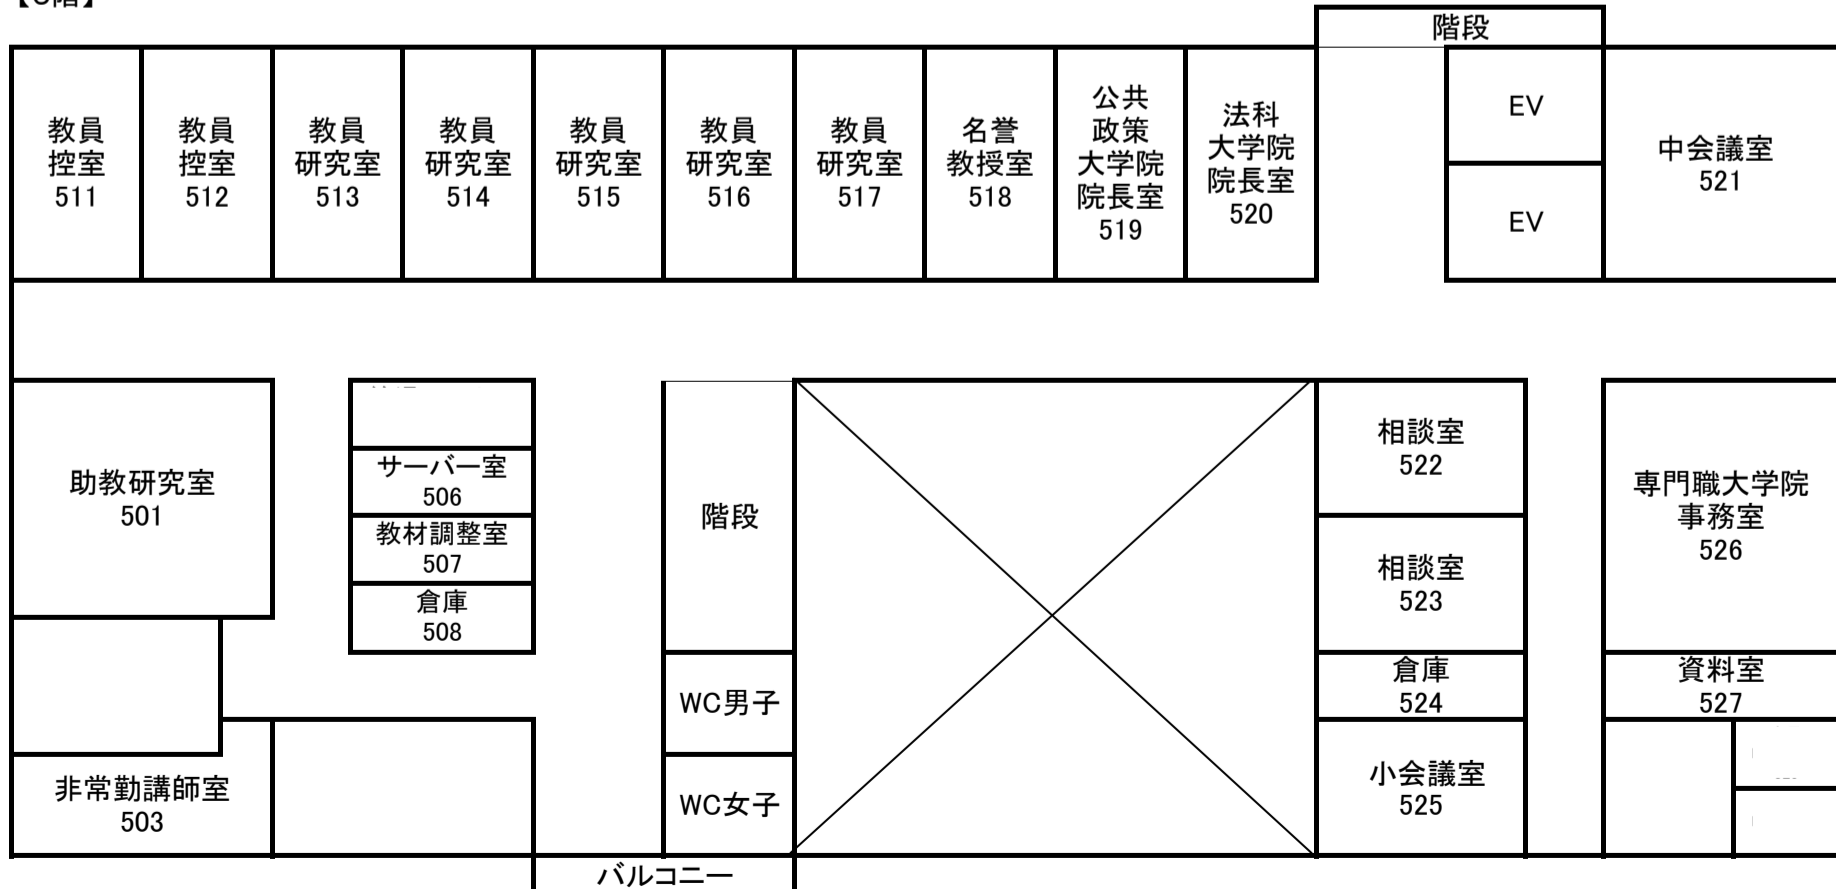 階段
教員
控室
511
教員
控室
512
教員
研究室
513
教員
研究室
514
教員
研究室
515
教員
研究室
516
教員
研究室
517
名誉
教授室
518
公共
政策
大学院
院長室
519
法科
大学院
院長室
520
EV
EV
中会議室
521
助教研究室
501
サーバー室
506
教材調整室
507
倉庫
508
階段
WC男子
WC女子
相談室
522
相談室
523
倉庫
524
小会議室
525
専門職大学院
事務室
526
資料室
527
非常勤講師室
503
バルコニー